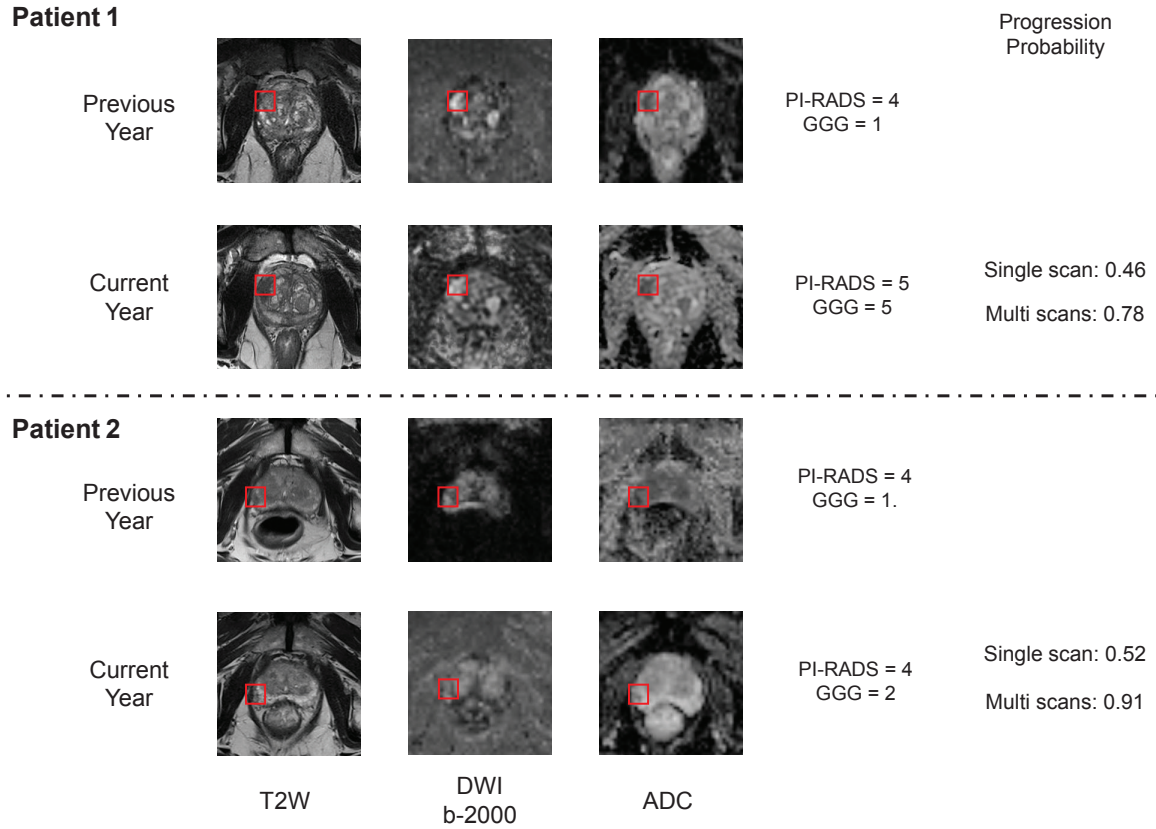 Patient 1
Progression
Probability
Previous
Year
PI-RADS = 4
GGG = 1
Current
Year
PI-RADS = 5
GGG = 5
Single scan: 0.46
Multi scans: 0.78
Patient 2
Previous
Year
PI-RADS = 4
GGG = 1.
Current
Year
PI-RADS = 4
GGG = 2
Single scan: 0.52
Multi scans: 0.91
T2W
DWI
b-2000
ADC